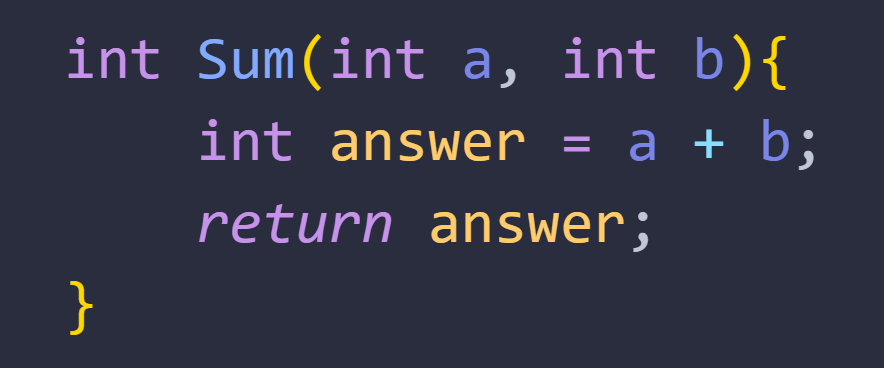 int Sum(int a, int b){
    int answer = a + b;
    return answer;
}